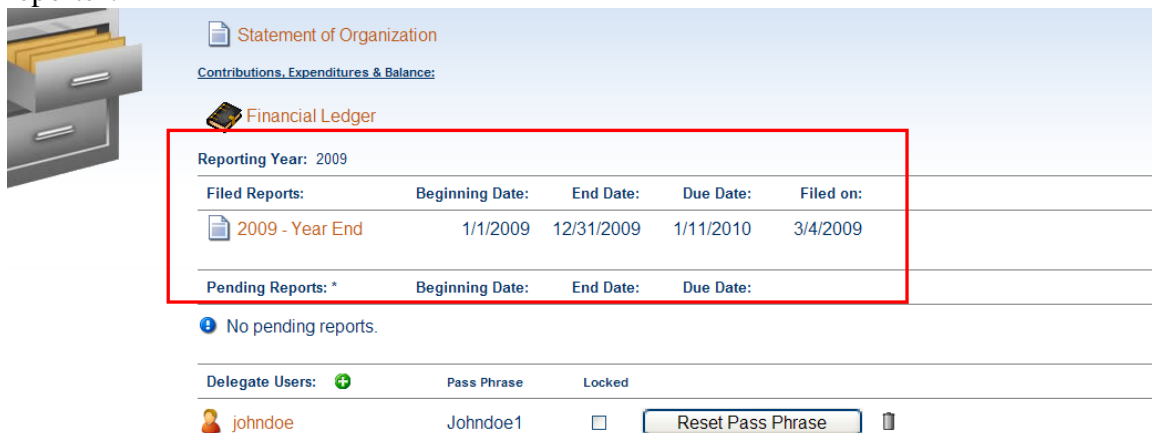 Statement of Organization
Contributions, Expenditures & Balance:
Financial Ledger
Reporting Year: 2009
Filed Reports: Beginning Date: End Date: Due Date: Filed on:
2009 - Year End 1/1/2009 12/31/2009 1/11/2010 3/4/2009
Pending Reports: * Beginning Date: End Date: Due Date:
No pending reports.
Delegate Users: Pass Phrase Locked
johndoe Johndoe1 Reset Pass Phrase